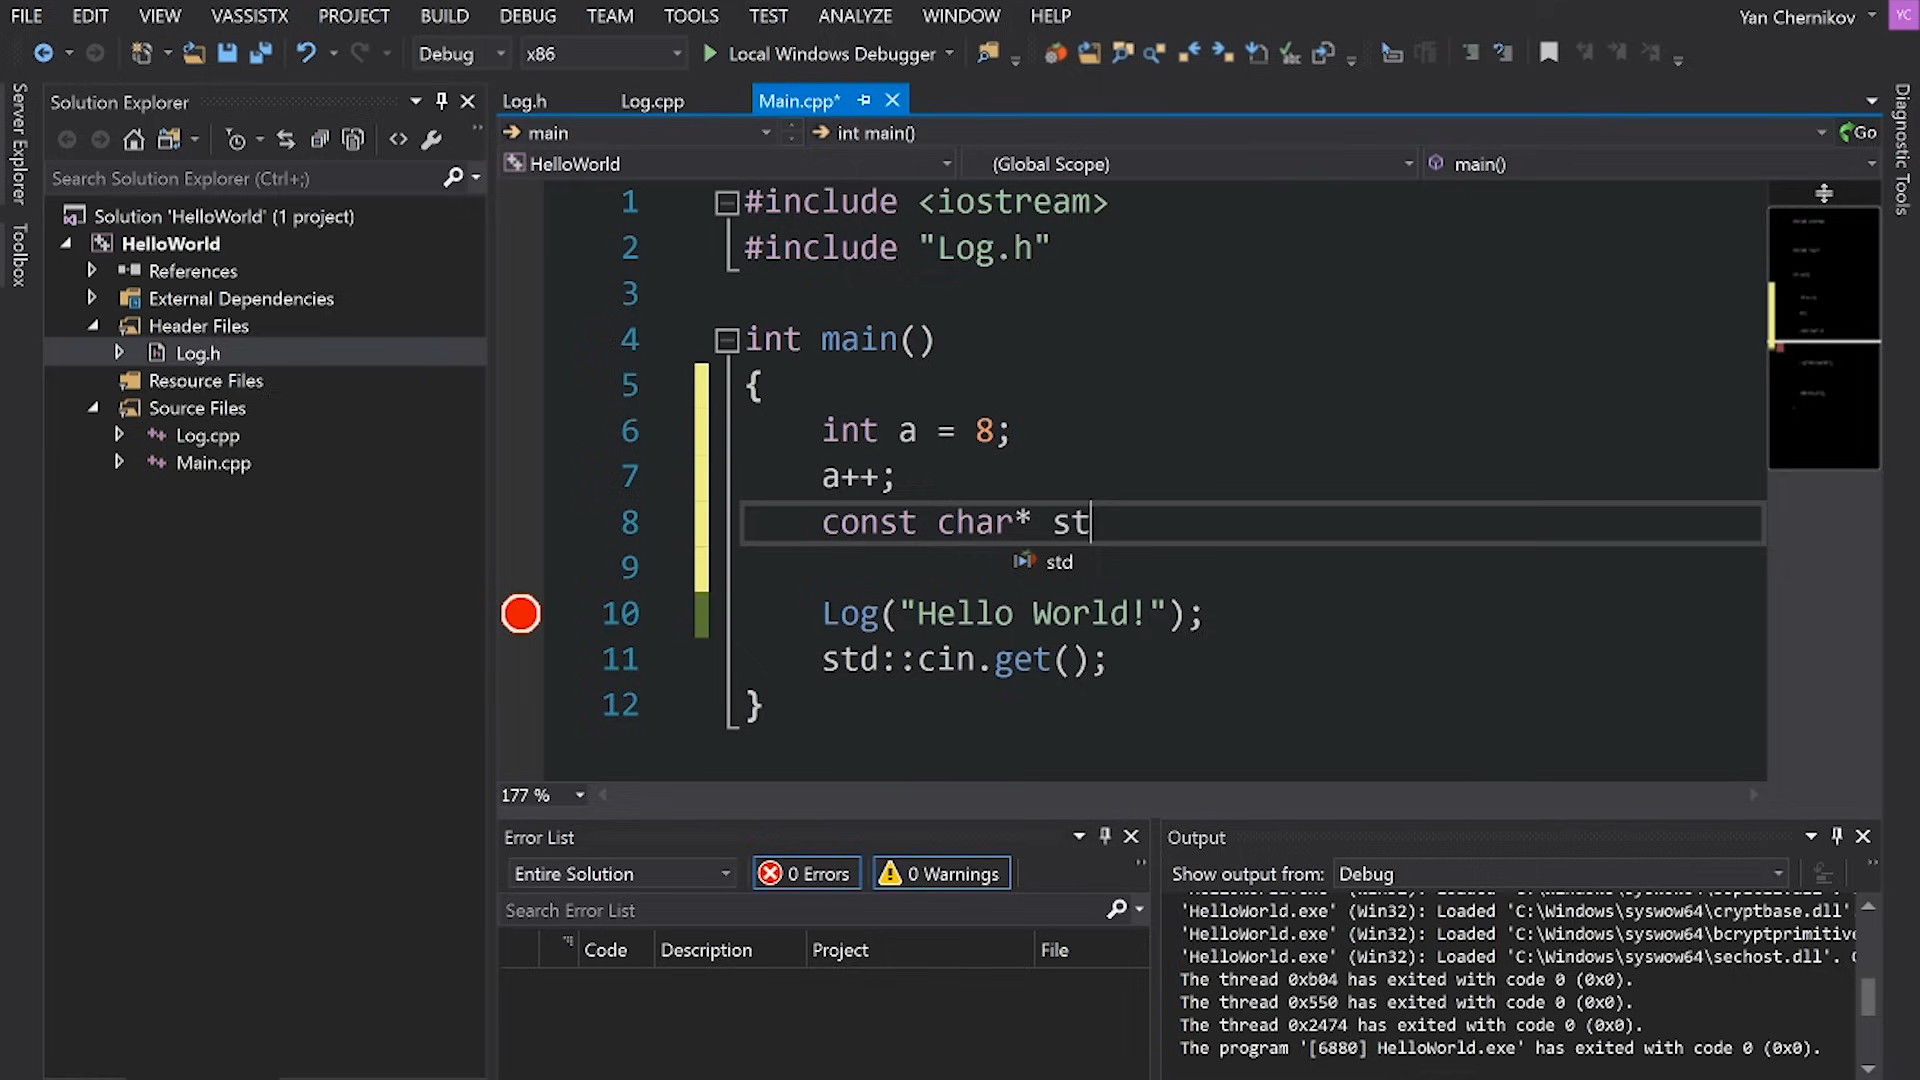 FILE EDIT VIEW VASSISTX PROJECT BUILD DEBUG TEAM TOOLS TEST ANALYZE WINDOW HELP Yan Chernikov YC
Debug x86 Local Windows Debugger
Server Explorer
Toolbox
Solution Explorer
Search Solution Explorer (Ctrl+;)
Solution 'HelloWorld' (1 project)
HelloWorld
References
External Dependencies
Header Files
Log.h
Resource Files
Source Files
Log.cpp
Main.cpp
Log.h Log.cpp Main.cpp*
main int main() Go
HelloWorld (Global Scope) main()
1 #include <iostream>
2 #include "Log.h"
3
4 int main()
5 {
6 int a = 8;
7 a++;
8 const char* st
std
9
10 Log("Hello World!");
11 std::cin.get();
12 }
177 %
Error List
Entire Solution 0 Errors 0 Warnings
Search Error List
Code Description Project File
Output
Show output from: Debug
'HelloWorld.exe' (Win32): Loaded 'C:\Windows\syswow64\cryptbase.dll'
'HelloWorld.exe' (Win32): Loaded 'C:\Windows\syswow64\bcryptprimitive
'HelloWorld.exe' (Win32): Loaded 'C:\Windows\syswow64\sechost.dll'.
The thread 0xb04 has exited with code 0 (0x0).
The thread 0x550 has exited with code 0 (0x0).
The thread 0x2474 has exited with code 0 (0x0).
The program '[6880] HelloWorld.exe' has exited with code 0 (0x0).
Diagnostic Tools